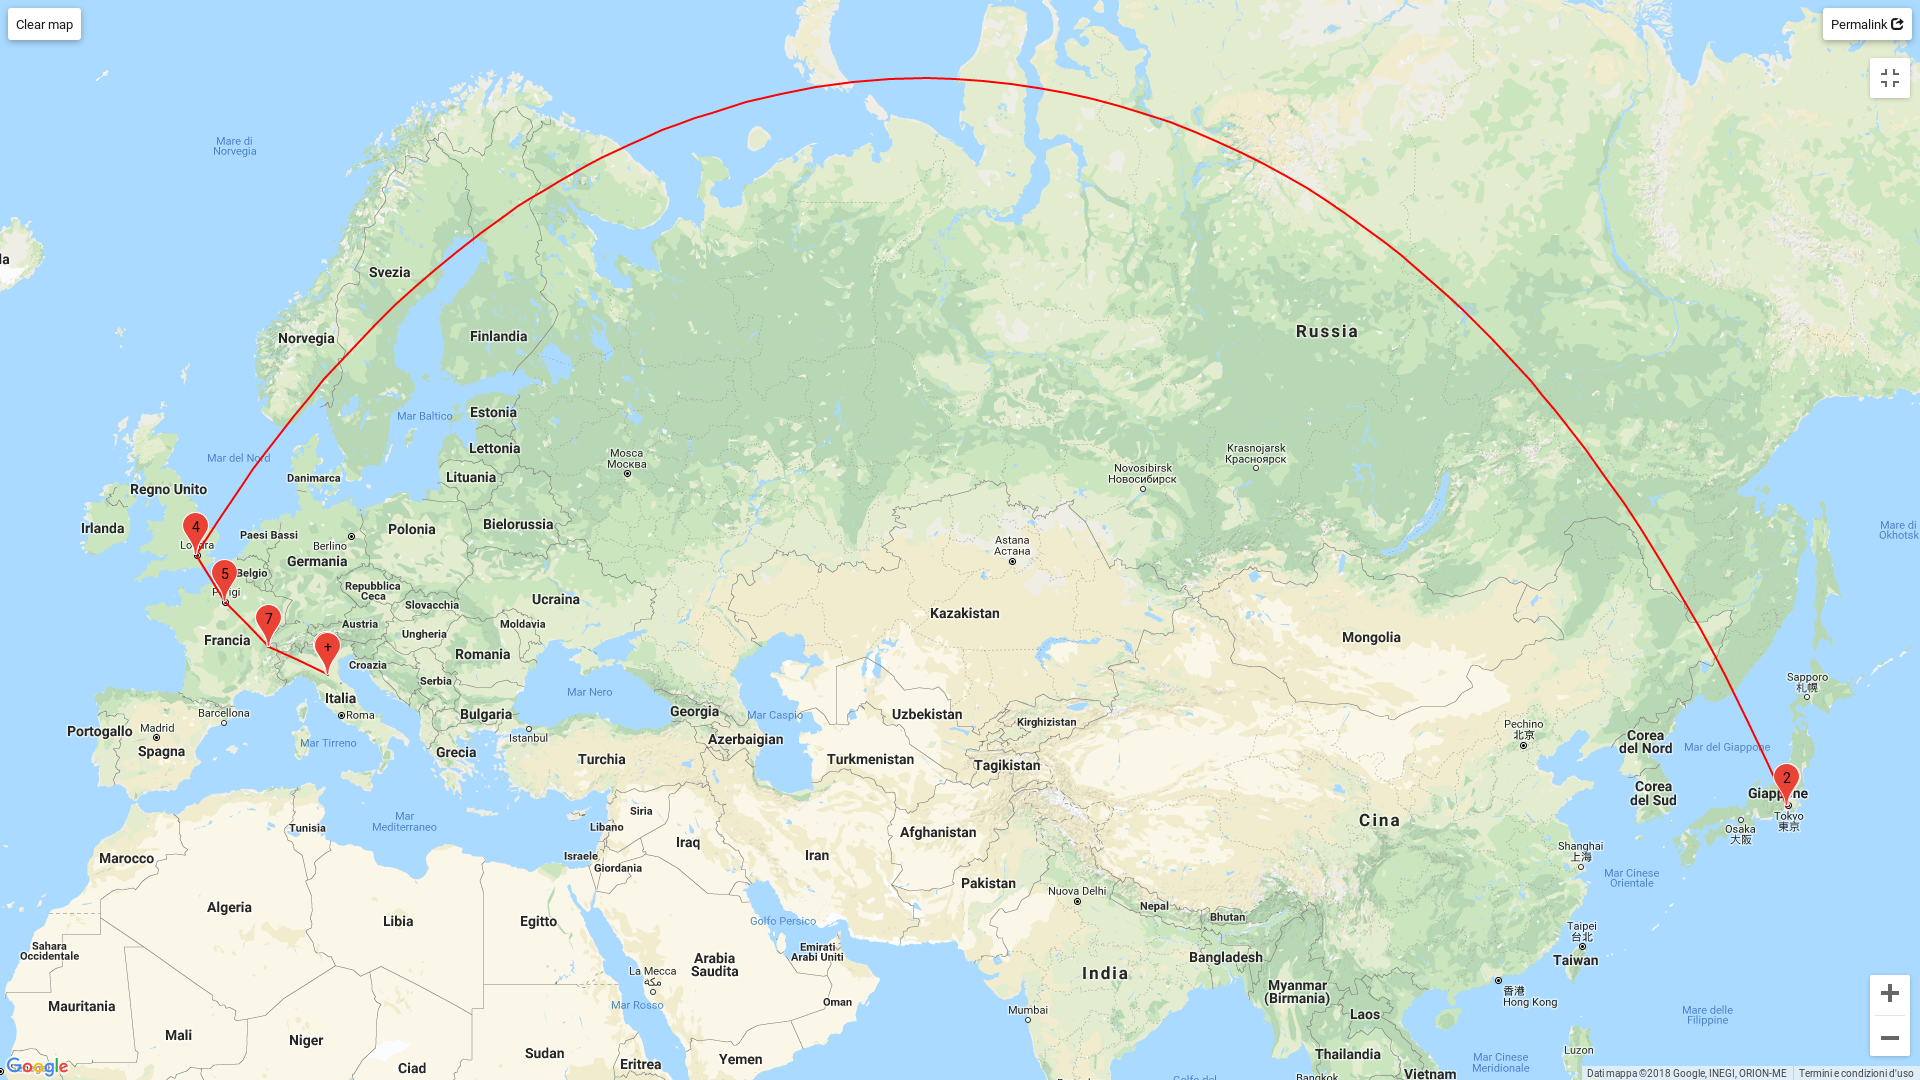 Clear map
Permalink
Mare di
Norvegia
la
Svezia
Norvegia
Finlandia
Russia
Mar Baltico
Estonia
Mar del Nord
Lettonia
Mosca
Москва
Krasnojarsk
Красноярск
Danimarca
Lituania
Novosibirsk
Новосибирск
Regno Unito
4
Irlanda
Paesi Bassi
Polonia
Bielorussia
Mare di
Okhotsk
Berlino
Astana
Астана
Germania
5
Belgio
Repubblica
Ceca
Slovacchia
Ucraina
Kazakistan
7
Austria
Moldavia
Francia
Ungheria
Mongolia
+
Croazia
Romania
Serbia
Sapporo
札幌
Italia
Mar Nero
Barcellona
Roma
Bulgaria
Georgia
Mar Caspio
Uzbekistan
Kirghizistan
Pechino
北京
Portogallo
Madrid
Istanbul
Azerbaigian
Corea
del Nord
Mar del Giappone
Spagna
Mar Tirreno
Grecia
Turchia
Turkmenistan
Tagikistan
2
Corea
del Sud
Giappone
Siria
Mar
Mediterraneo
Tunisia
Libano
Afghanistan
Cina
Tokyo
東京
Osaka
大阪
Iraq
Marocco
Israele
Giordania
Iran
Shanghai
上海
Pakistan
Nuova Delhi
Mar Cinese
Orientale
Algeria
Libia
Egitto
Golfo Persico
Nepal
Bhutan
Taipei
台北
Sahara
Occidentale
Emirati
Arabi Uniti
Arabia
Saudita
Bangladesh
Taiwan
La Mecca
مكة
India
Myanmar
(Birmania)
香港
Hong Kong
Mauritania
Mar Rosso
Oman
Mumbai
Laos
Mare delle
Filippine
Mali
Niger
Sudan
Yemen
Thailandia
Luzon
Ciad
Eritrea
Mar Cinese
Meridionale
Bangkok
Vietnam
Golfo del
Google
Dati mappa ©2018 Google, INEGI, ORION-ME
Termini e condizioni d'uso